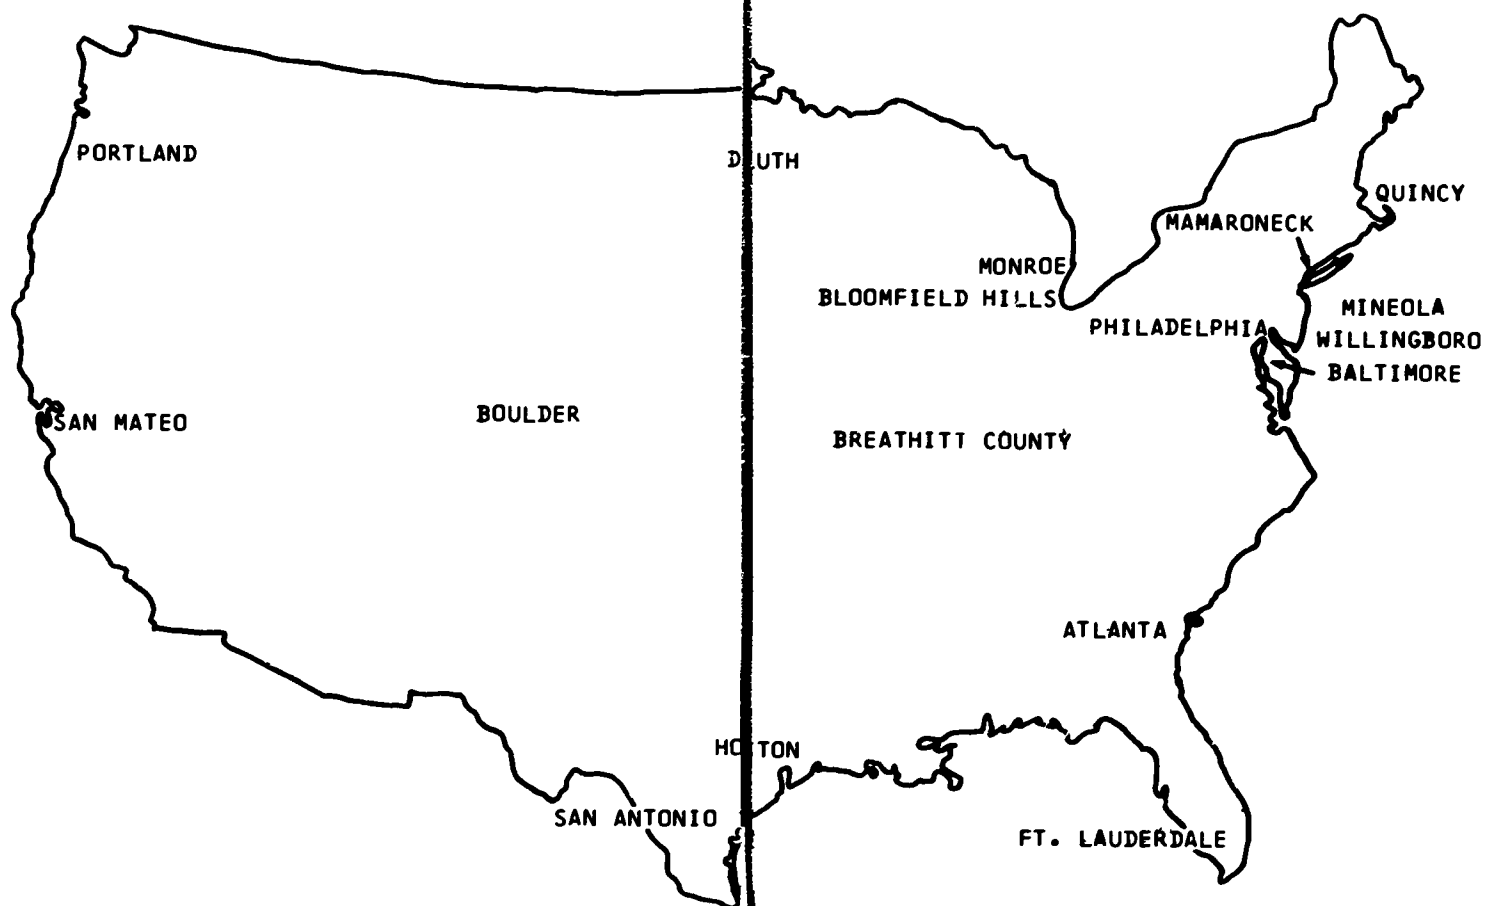 PORTLAND
QUINCY
MAMARONECK
MONROE
BLOOMFIELD HILLS
MINEOLA
PHILADELPHIA
WILLINGBORO
BALTIMORE
SAN MATEO
BOULDER
BREATHITT COUNTY
ATLANTA
SAN ANTONIO
FT. LAUDERDALE